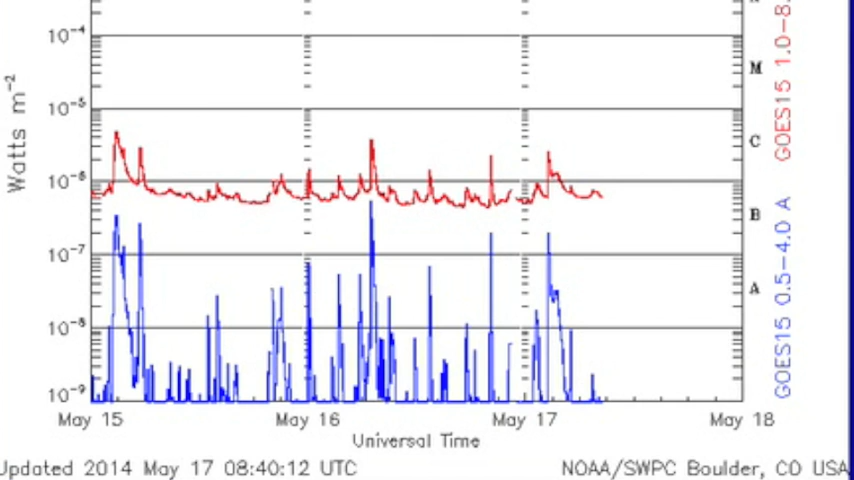 10⁻⁴
M
10⁻⁵
C
10⁻⁶
B
10⁻⁷
A
10⁻⁸
10⁻⁹
Watts m⁻²
GOES15 1.0-8.
GOES15 0.5-4.0 A
May 15 May 16 May 17 May 18
Universal Time
Updated 2014 May 17 08:40:12 UTC NOAA/SWPC Boulder, CO USA